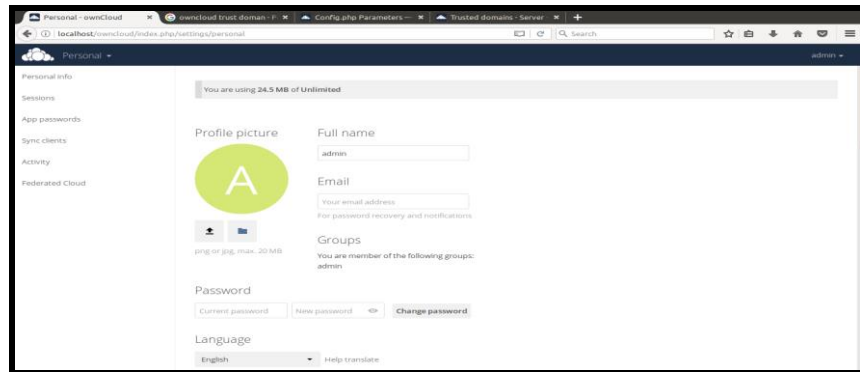 Personal - ownCloud
owncloud trust doman - F
Config.php Parameters —
Trusted domains - Server
localhost/owncloud/index.php/settings/personal
Search
Personal
admin
Personal info
Sessions
App passwords
Sync clients
Activity
Federated Cloud
You are using 24.5 MB of Unlimited
Profile picture
A
png or jpg, max. 20 MB
Full name
admin
Email
Your email address
For password recovery and notifications
Groups
You are member of the following groups:
admin
Password
Current password
New password
Change password
Language
English
Help translate